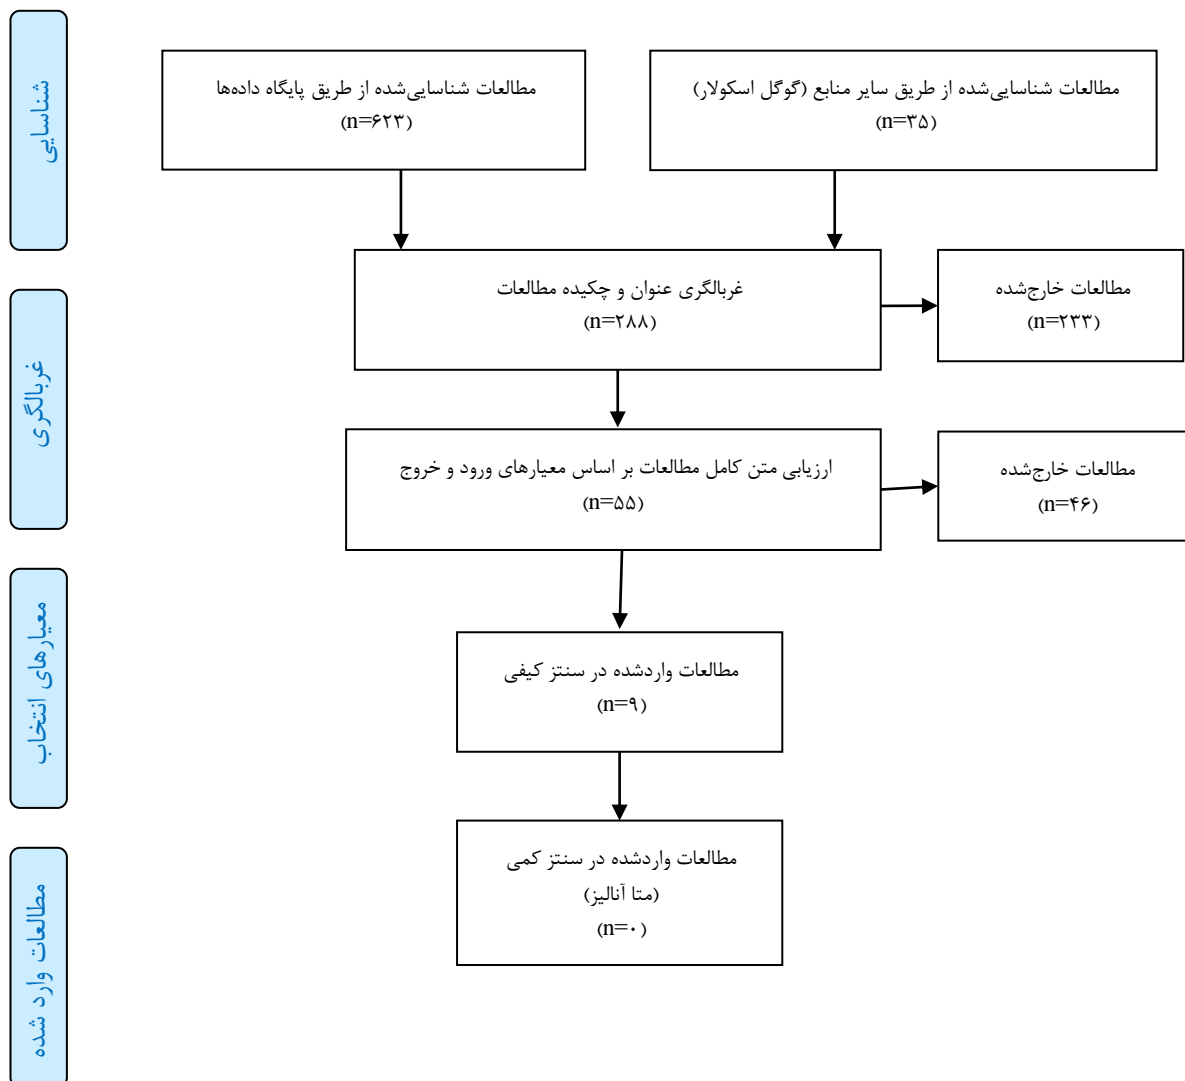 شناسایی
مطالعات شناسایی‌شده از طریق سایر منابع (گوگل اسکولار)
(n=۳۵)
مطالعات شناسایی‌شده از طریق پایگاه داده‌ها
(n=۶۲۳)
غربالگری عنوان و چکیده مطالعات
(n=۲۸۸)
مطالعات خارج‌شده
(n=۲۳۳)
غربالگری
ارزیابی متن کامل مطالعات بر اساس معیارهای ورود و خروج
(n=۵۵)
مطالعات خارج‌شده
(n=۴۶)
معیارهای انتخاب
مطالعات واردشده در سنتز کیفی
(n=۹)
مطالعات واردشده در سنتز کمی
(متا آنالیز)
(n=۰)
مطالعات وارد شده